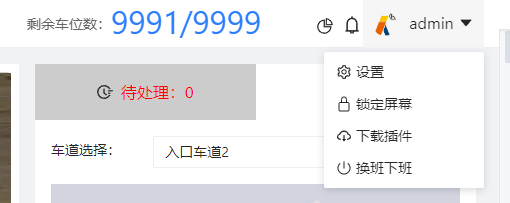 剩余车位数：9991/9999
admin
待处理：0
设置
锁定屏幕
下载插件
换班下班
车道选择：
入口车道2